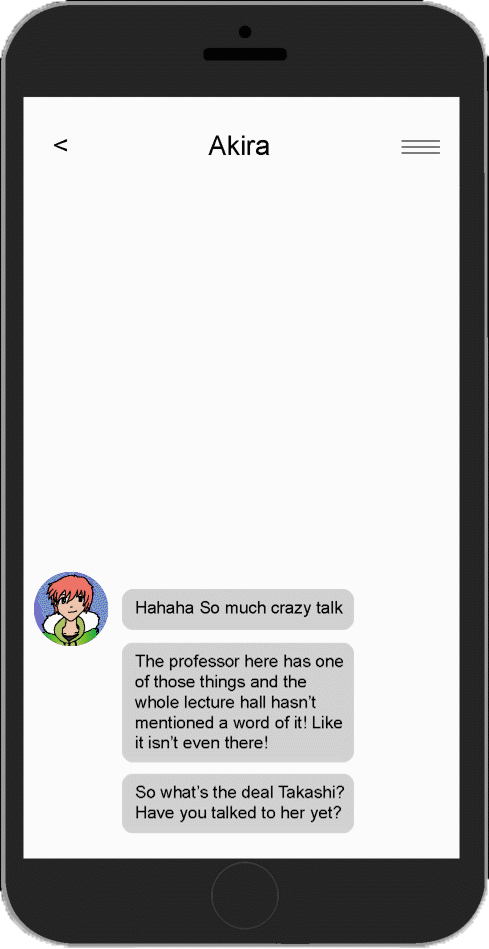 <
Akira
Hahaha So much crazy talk
The professor here has one
of those things and the
whole lecture hall hasn't
mentioned a word of it! Like
it isn't even there!
So what's the deal Takashi?
Have you talked to her yet?